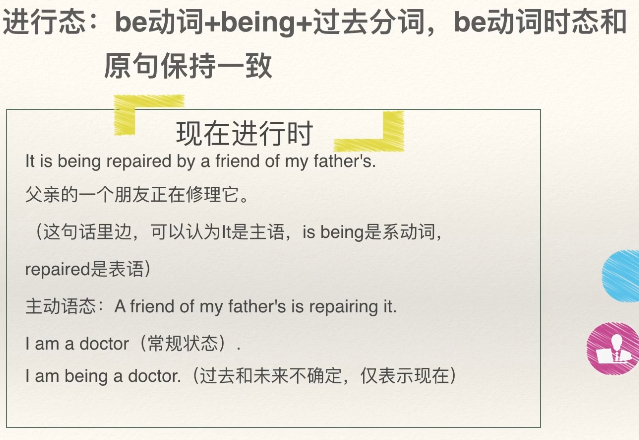 进行态：be动词+being+过去分词，be动词时态和
原句保持一致
现在进行时
It is being repaired by a friend of my father's.
父亲的一个朋友正在修理它。
（这句话里边，可以认为It是主语，is being是系动词，
repaired是表语）
主动语态：A friend of my father's is repairing it.
I am a doctor（常规状态）.
I am being a doctor.（过去和未来不确定，仅表示现在）